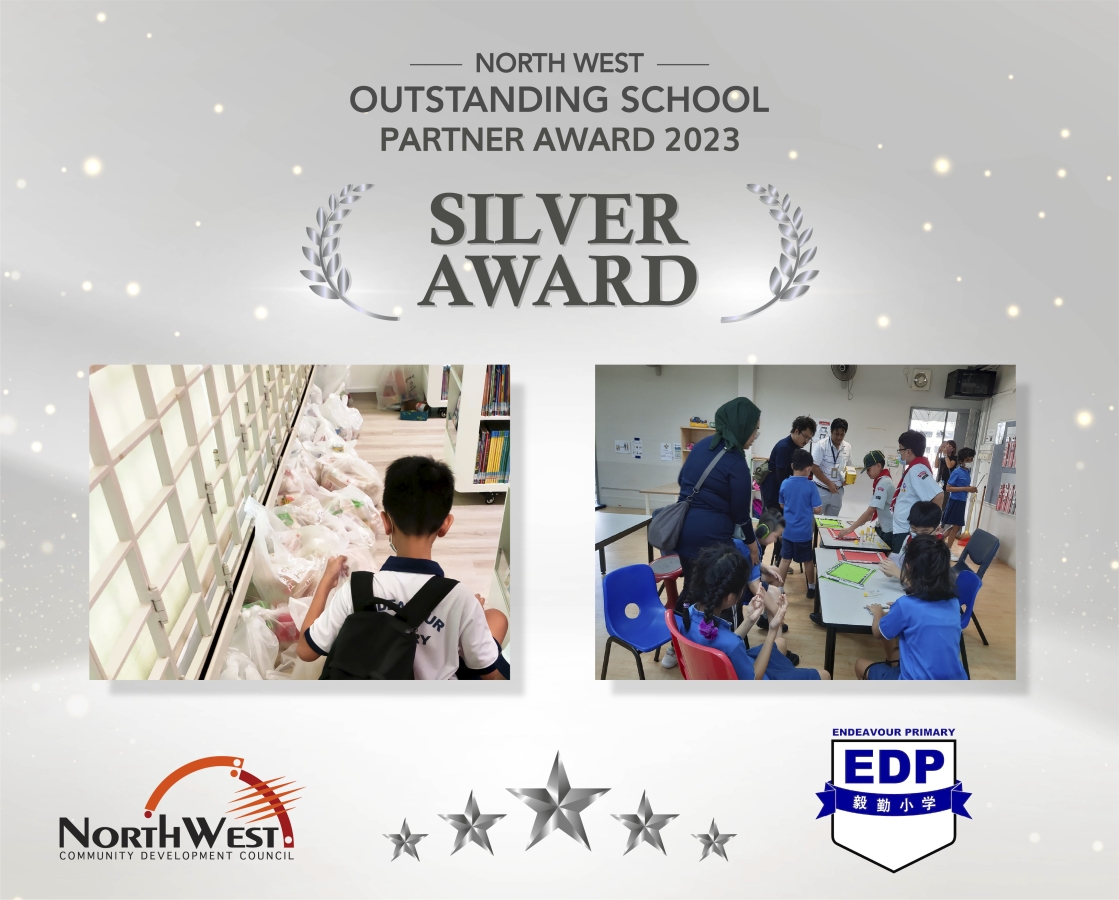 NORTH WEST
OUTSTANDING SCHOOL
PARTNER AWARD 2023
SILVER
AWARD
NORTHWEST
COMMUNITY DEVELOPMENT COUNCIL
ENDEAVOUR PRIMARY
EDP
毅勤小学